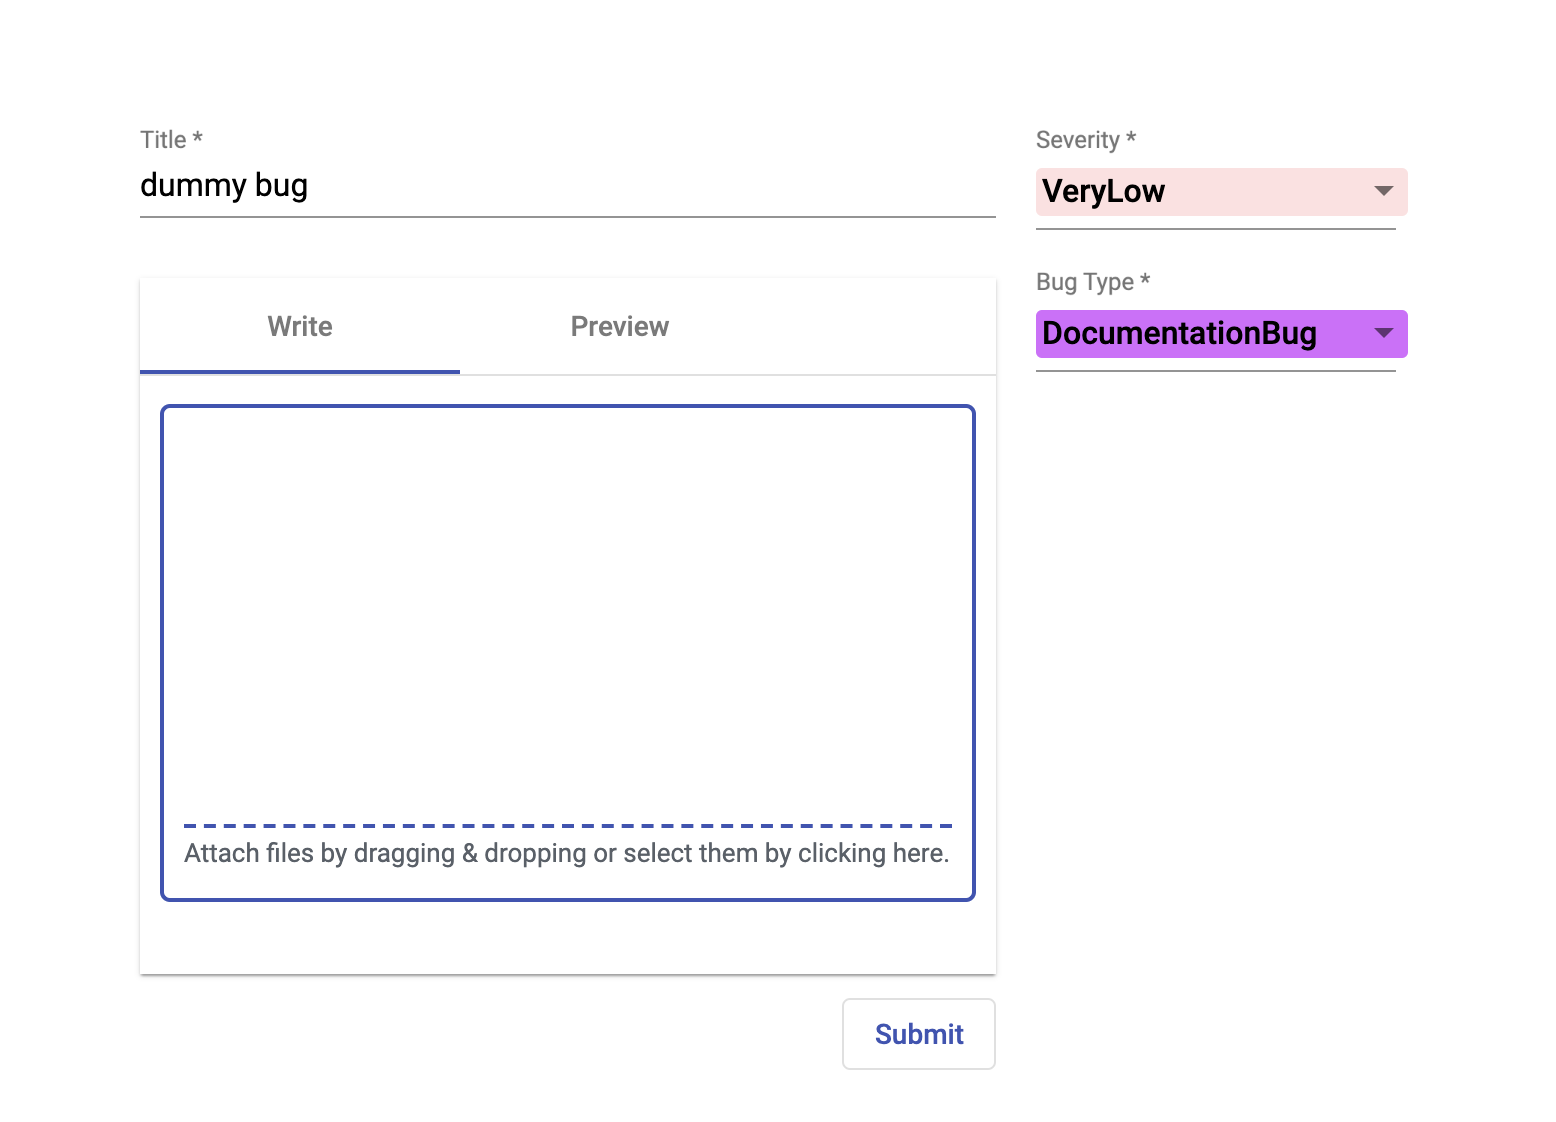 Title *
dummy bug
Severity *
VeryLow
Bug Type *
DocumentationBug
Write
Preview
Attach files by dragging & dropping or select them by clicking here.
Submit